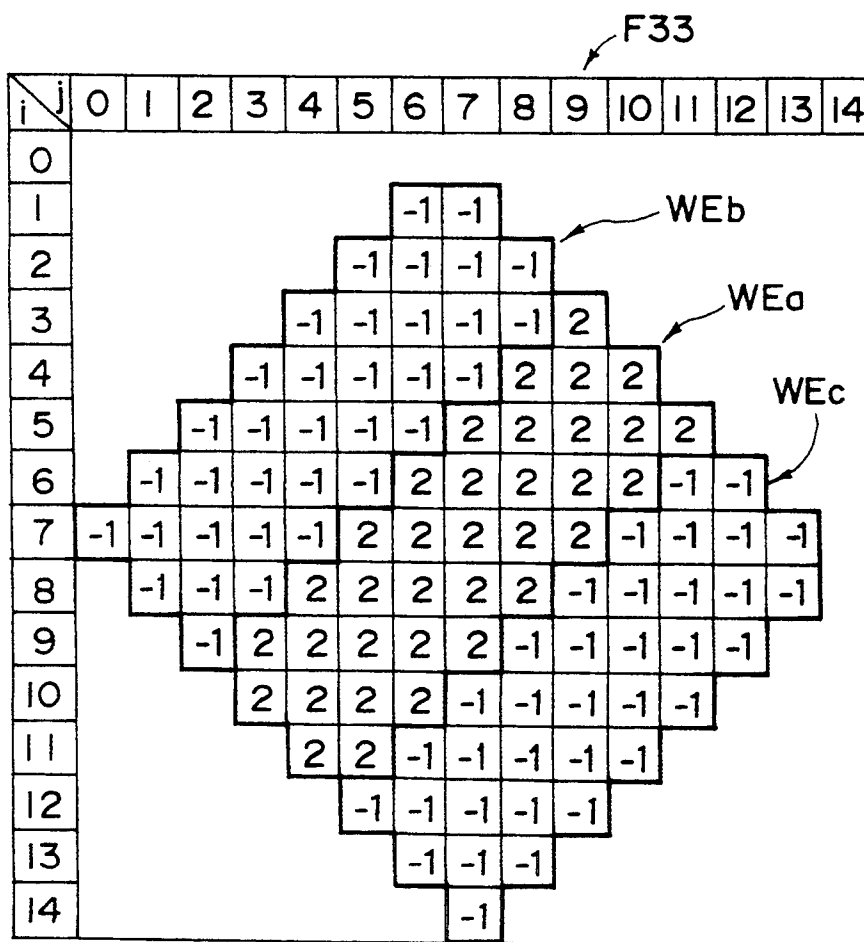 F33
i j 0 1 2 3 4 5 6 7 8 9 10 11 12 13 14
0
1 -1 -1 WEb
2 -1 -1 -1 -1
3 -1 -1 -1 -1 -1 2 WEa
4 -1 -1 -1 -1 -1 2 2 2
5 -1 -1 -1 -1 -1 2 2 2 2 2 WEc
6 -1 -1 -1 -1 -1 2 2 2 2 2 -1 -1
7 -1 -1 -1 -1 -1 2 2 2 2 2 -1 -1 -1 -1
8 -1 -1 -1 2 2 2 2 2 -1 -1 -1 -1 -1
9 -1 2 2 2 2 2 -1 -1 -1 -1 -1
10 2 2 2 2 -1 -1 -1 -1 -1
11 2 2 -1 -1 -1 -1 -1
12 -1 -1 -1 -1 -1
13 -1 -1 -1
14 -1